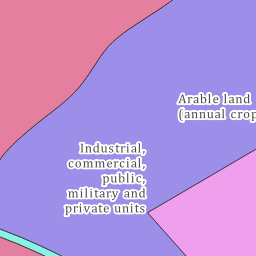 Arable land
(annual crop
Industrial,
commercial,
public,
military and
private units